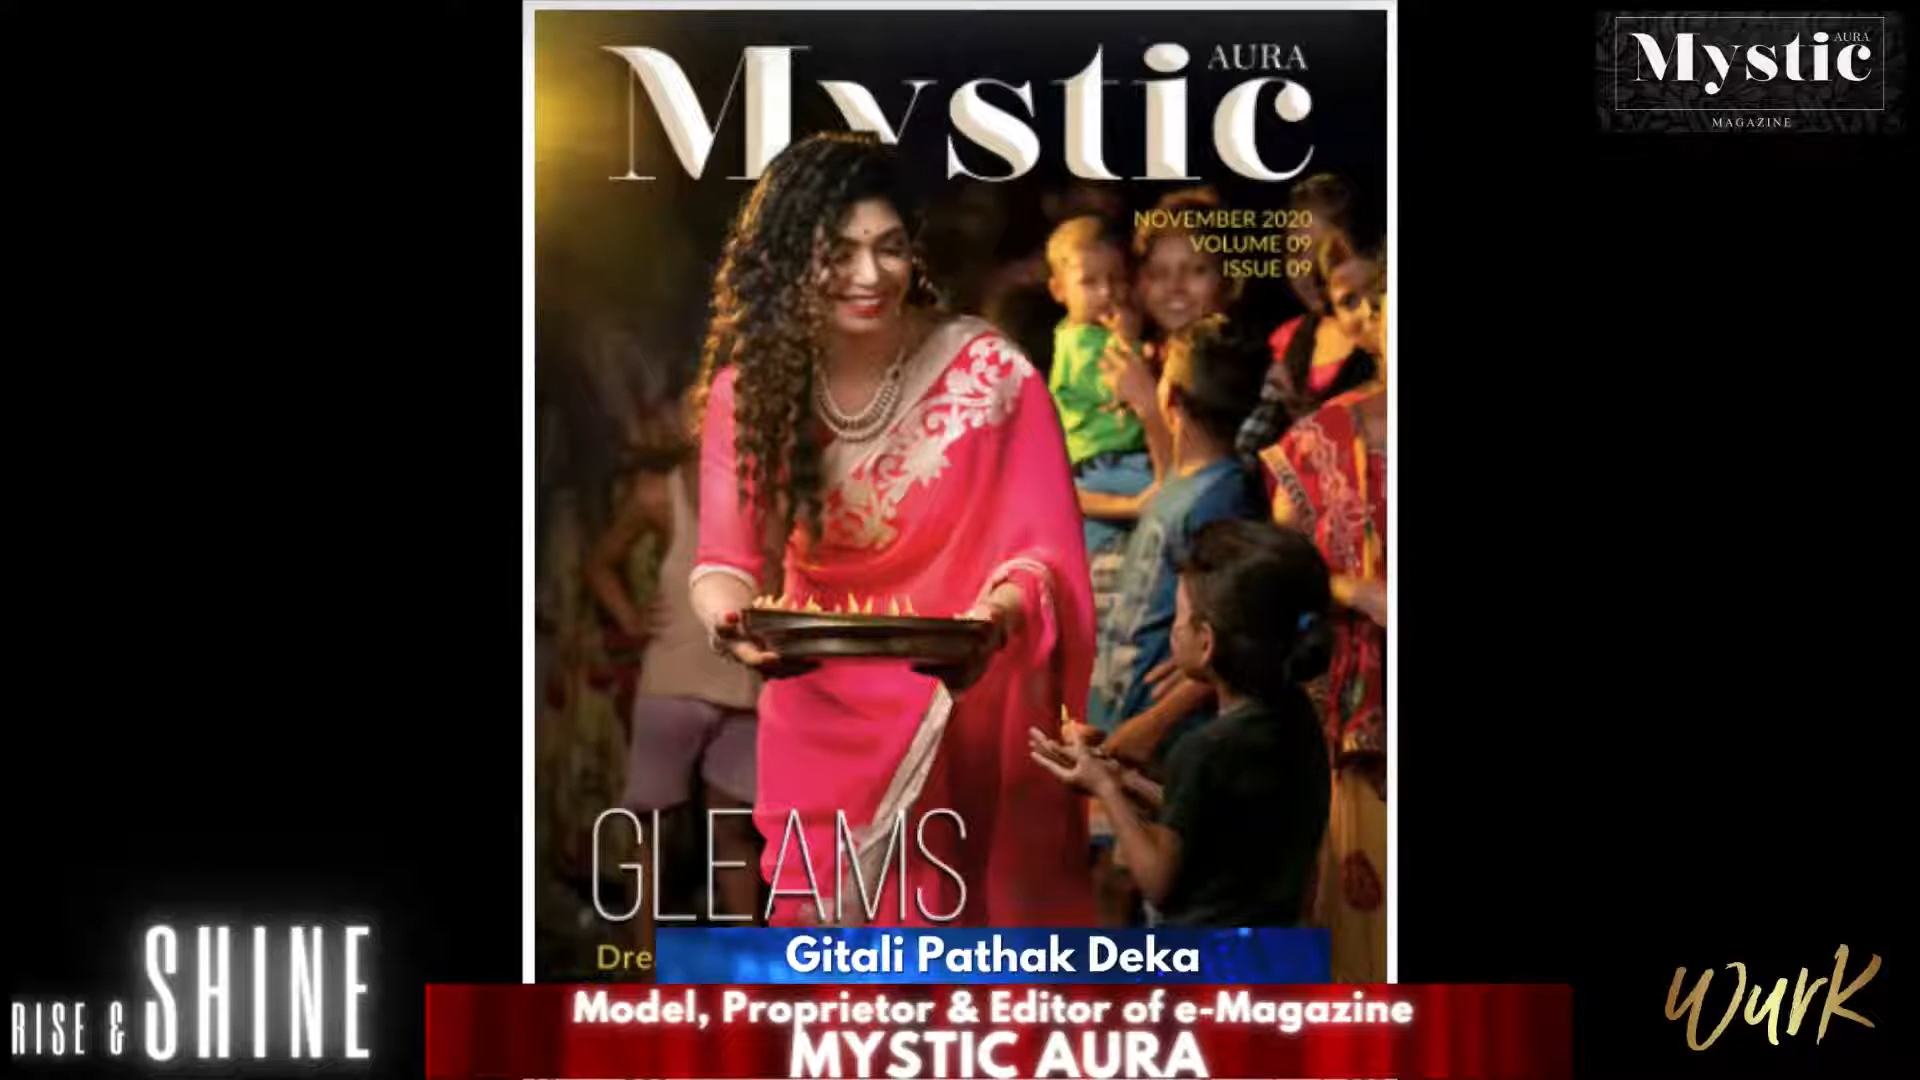 Mystic
AURA
NOVEMBER 2020
VOLUME 09
ISSUE 09
GLEAMS
Dre
Mystic
AURA
MAGAZINE
Gitali Pathak Deka
Model, Proprietor & Editor of e-Magazine
MYSTIC AURA
RISE & SHINE
WurK